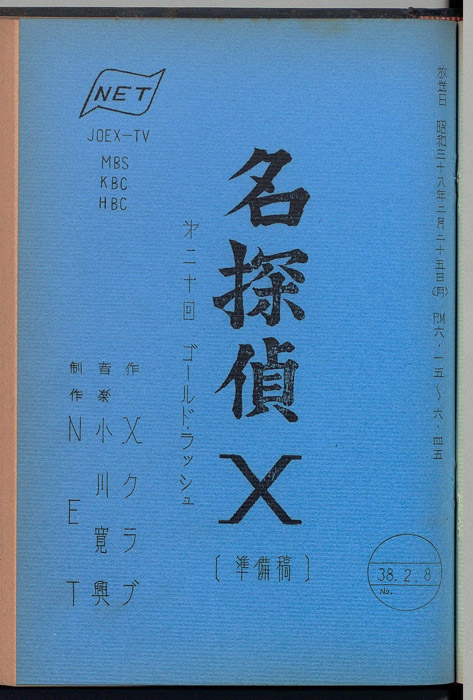 放送日 昭和三十八年二月二十五日(月) PM六・一五〜六・四五
名探偵X
〔準備稿〕
第二十回 ゴールド・ラッシュ
作 Xクラブ
音楽 小川寛興
制作 NET
NET
JOEX-TV
MBS
KBC
HBC
38.2.8
No.